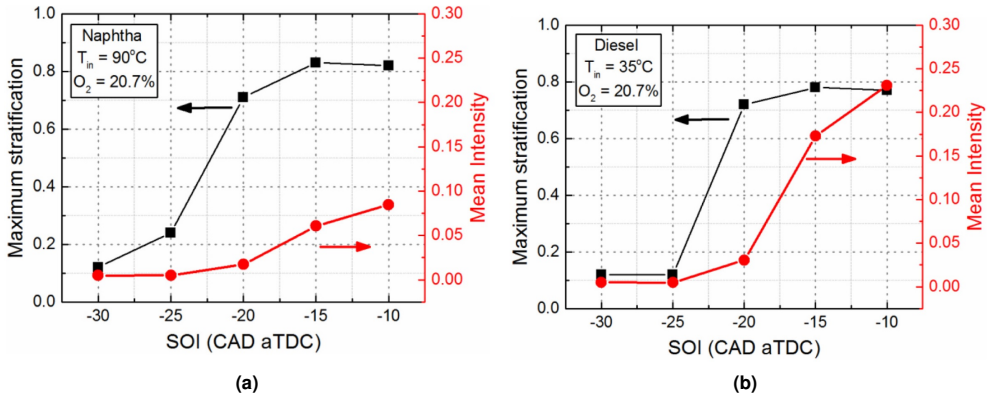 Naphtha
T_in = 90°C
O_2 = 20.7%
Maximum stratification
1.0
0.8
0.6
0.4
0.2
0.0
0.30
0.25
0.20
0.15
0.10
0.05
0.00
Mean Intensity
-30 -25 -20 -15 -10
SOI (CAD aTDC)
(a)
Diesel
T_in = 35°C
O_2 = 20.7%
Maximum stratification
1.0
0.8
0.6
0.4
0.2
0.0
0.30
0.25
0.20
0.15
0.10
0.05
0.00
Mean Intensity
-30 -25 -20 -15 -10
SOI (CAD aTDC)
(b)